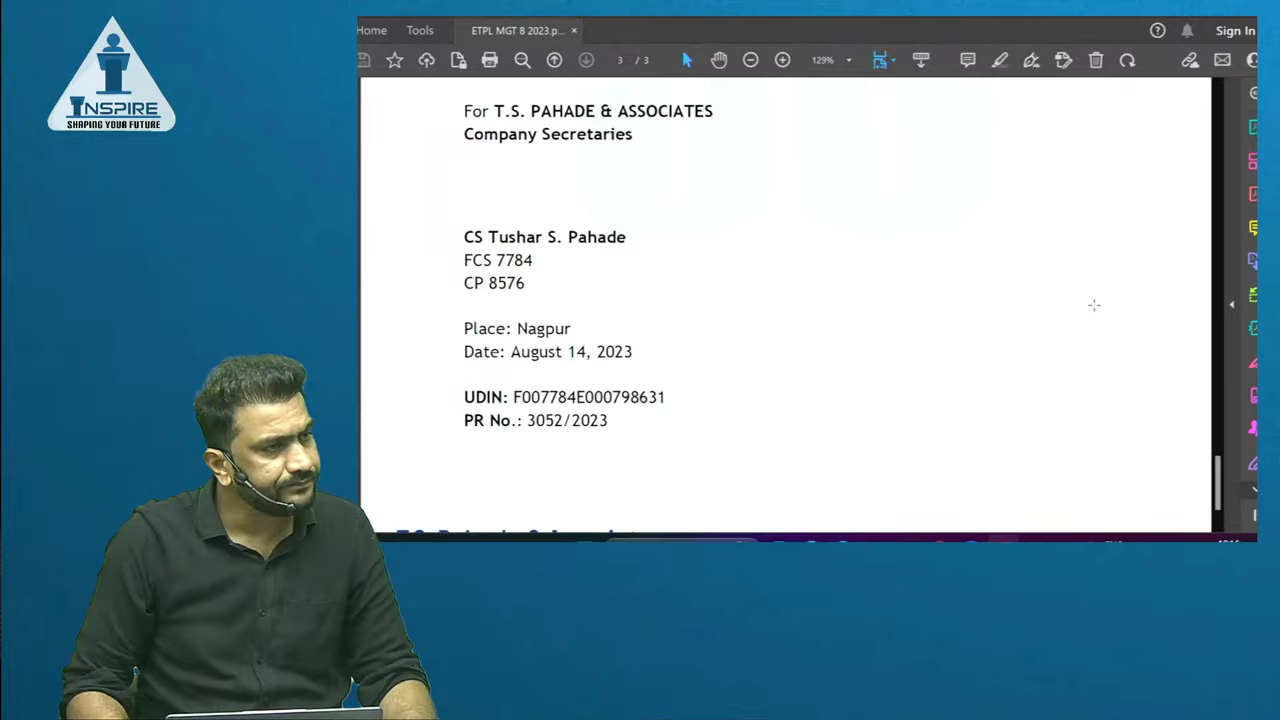 INSPIRE
SHAPING YOUR FUTURE
Home Tools ETPL MGT 8 2023.p... × Sign In
3 / 3 129%
For T.S. PAHADE & ASSOCIATES
Company Secretaries
CS Tushar S. Pahade
FCS 7784
CP 8576
Place: Nagpur
Date: August 14, 2023
UDIN: F007784E000798631
PR No.: 3052/2023